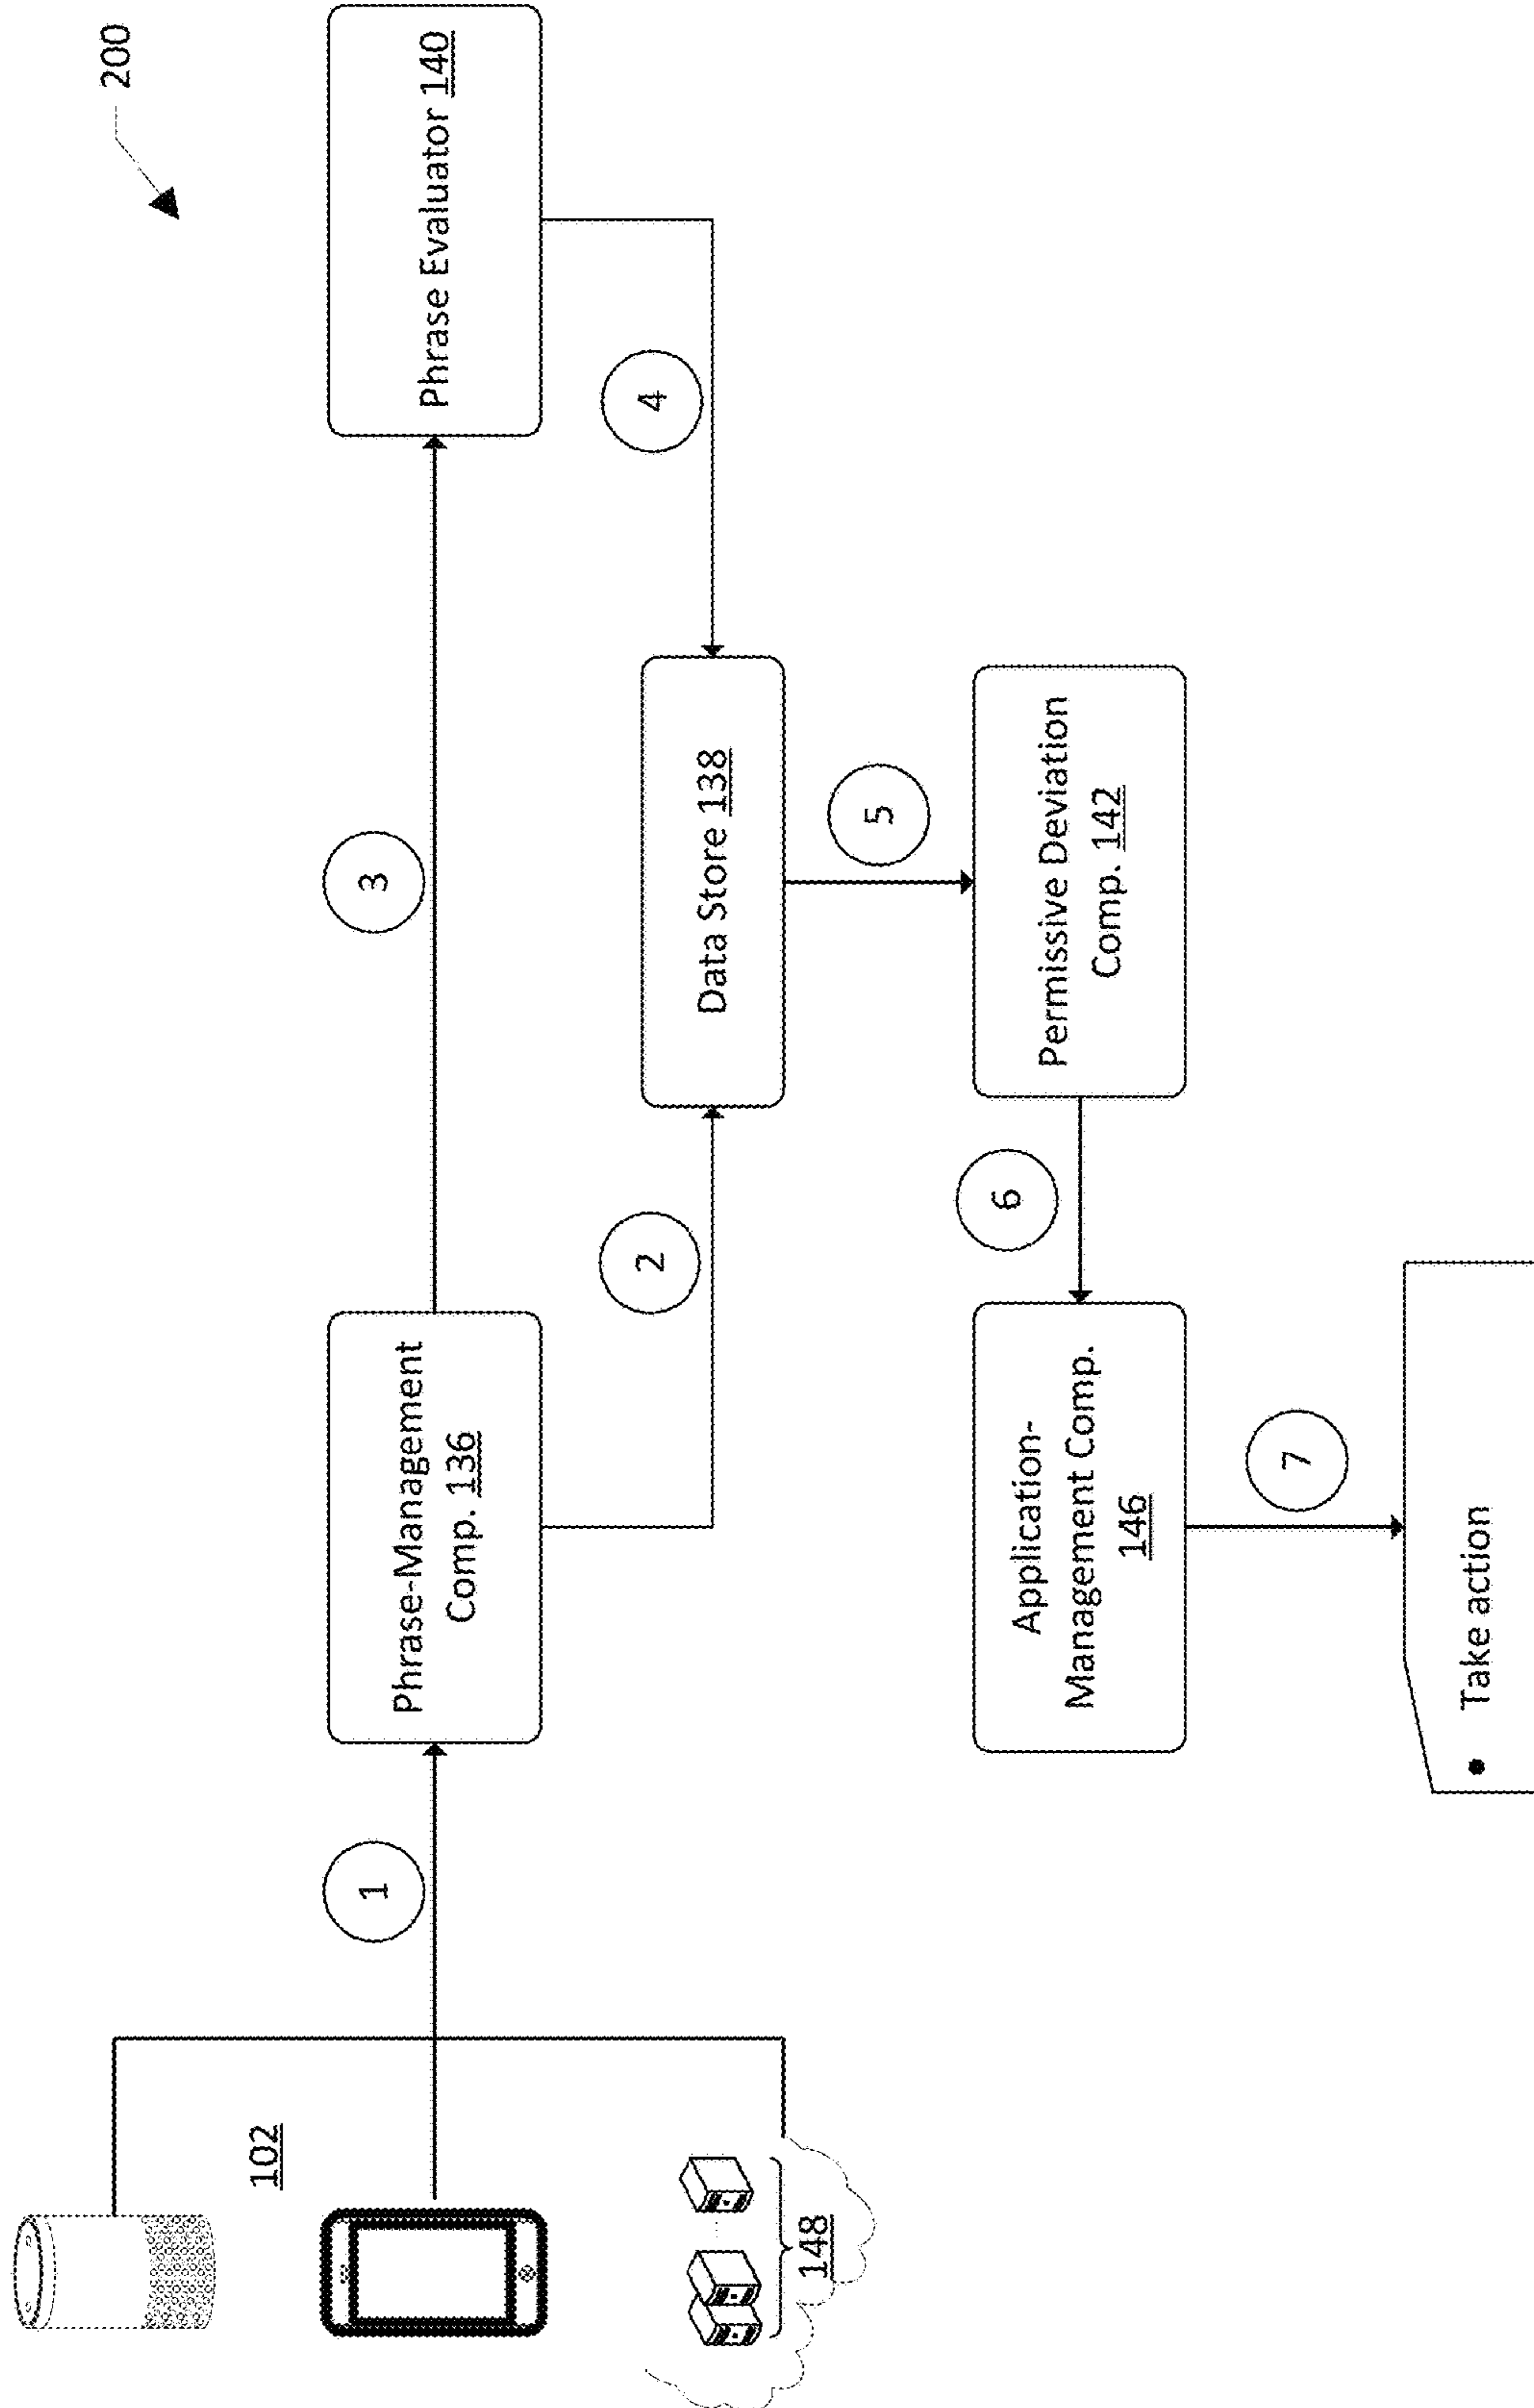 200
102
148
1
Phrase-Management
Comp. 136
3
Phrase Evaluator 140
2
4
Data Store 138
5
Permissive Deviation
Comp. 142
6
Application-
Management Comp.
146
7
• Take action